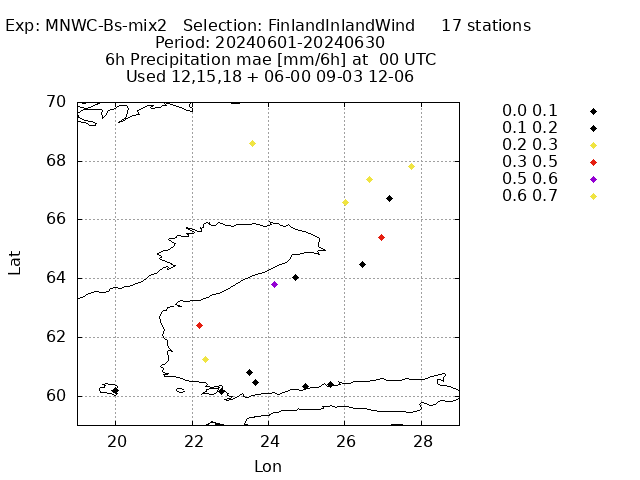 Exp: MNWC-Bs-mix2   Selection: FinlandInlandWind     17 stations
Period: 20240601-20240630
6h Precipitation mae [mm/6h] at  00 UTC
Used 12,15,18 + 06-00 09-03 12-06
0.0 0.1
0.1 0.2
0.2 0.3
0.3 0.5
0.5 0.6
0.6 0.7
70
68
66
64
62
60
Lat
20 22 24 26 28
Lon